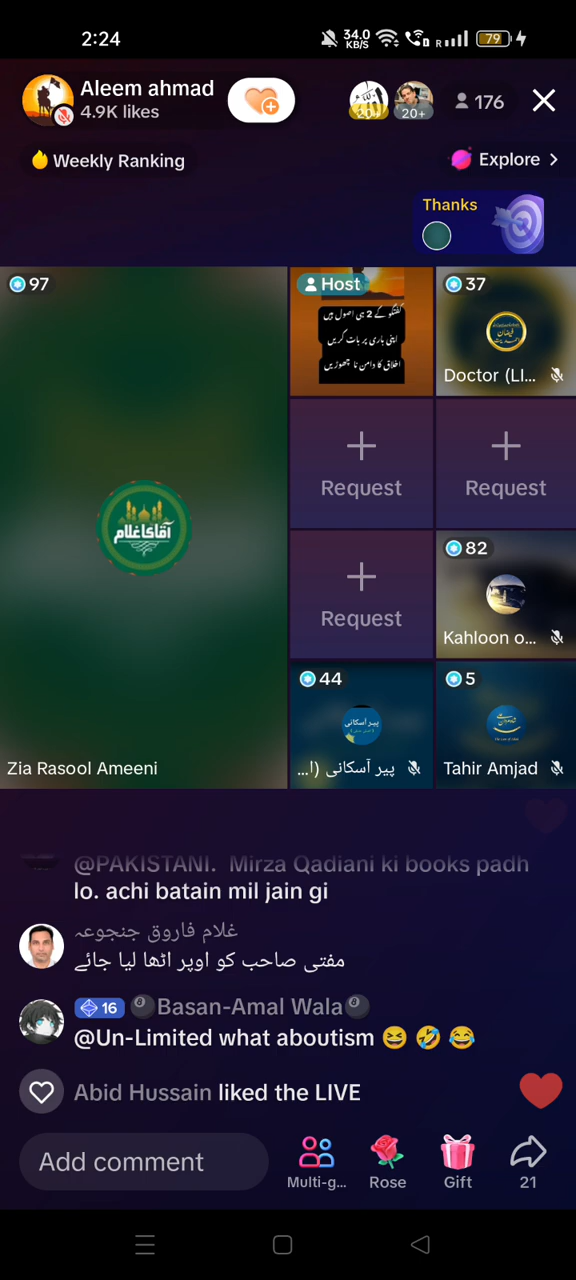 2:24
34.0
KB/S
R
79
Aleem ahmad
4.9K likes
20+
20+
176
Weekly Ranking
Explore >
Thanks
97
Host
گفتگو کے 2 ہی اصول ہیں
اپنی باری پر بات کریں
اخلاق کا دامن نا چھوڑیں
37
فیضان
Doctor (LI...
Request
Request
Request
82
Kahloon o...
آقا کا غلام
Zia Rasool Ameeni
44
پیر آسکانی
پیر آسکانی (ا...
5
Tahir Amjad
@PAKISTANI. Mirza Qadiani ki books padh
lo. achi batain mil jain gi
غلام فاروق جنجوعہ
مفتی صاحب کو اوپر اٹھا لیا جائے
16 🎱Basan-Amal Wala🎱
@Un-Limited what aboutism 😆 🤣 😂
Abid Hussain liked the LIVE
Add comment
Multi-g...
Rose
Gift
21